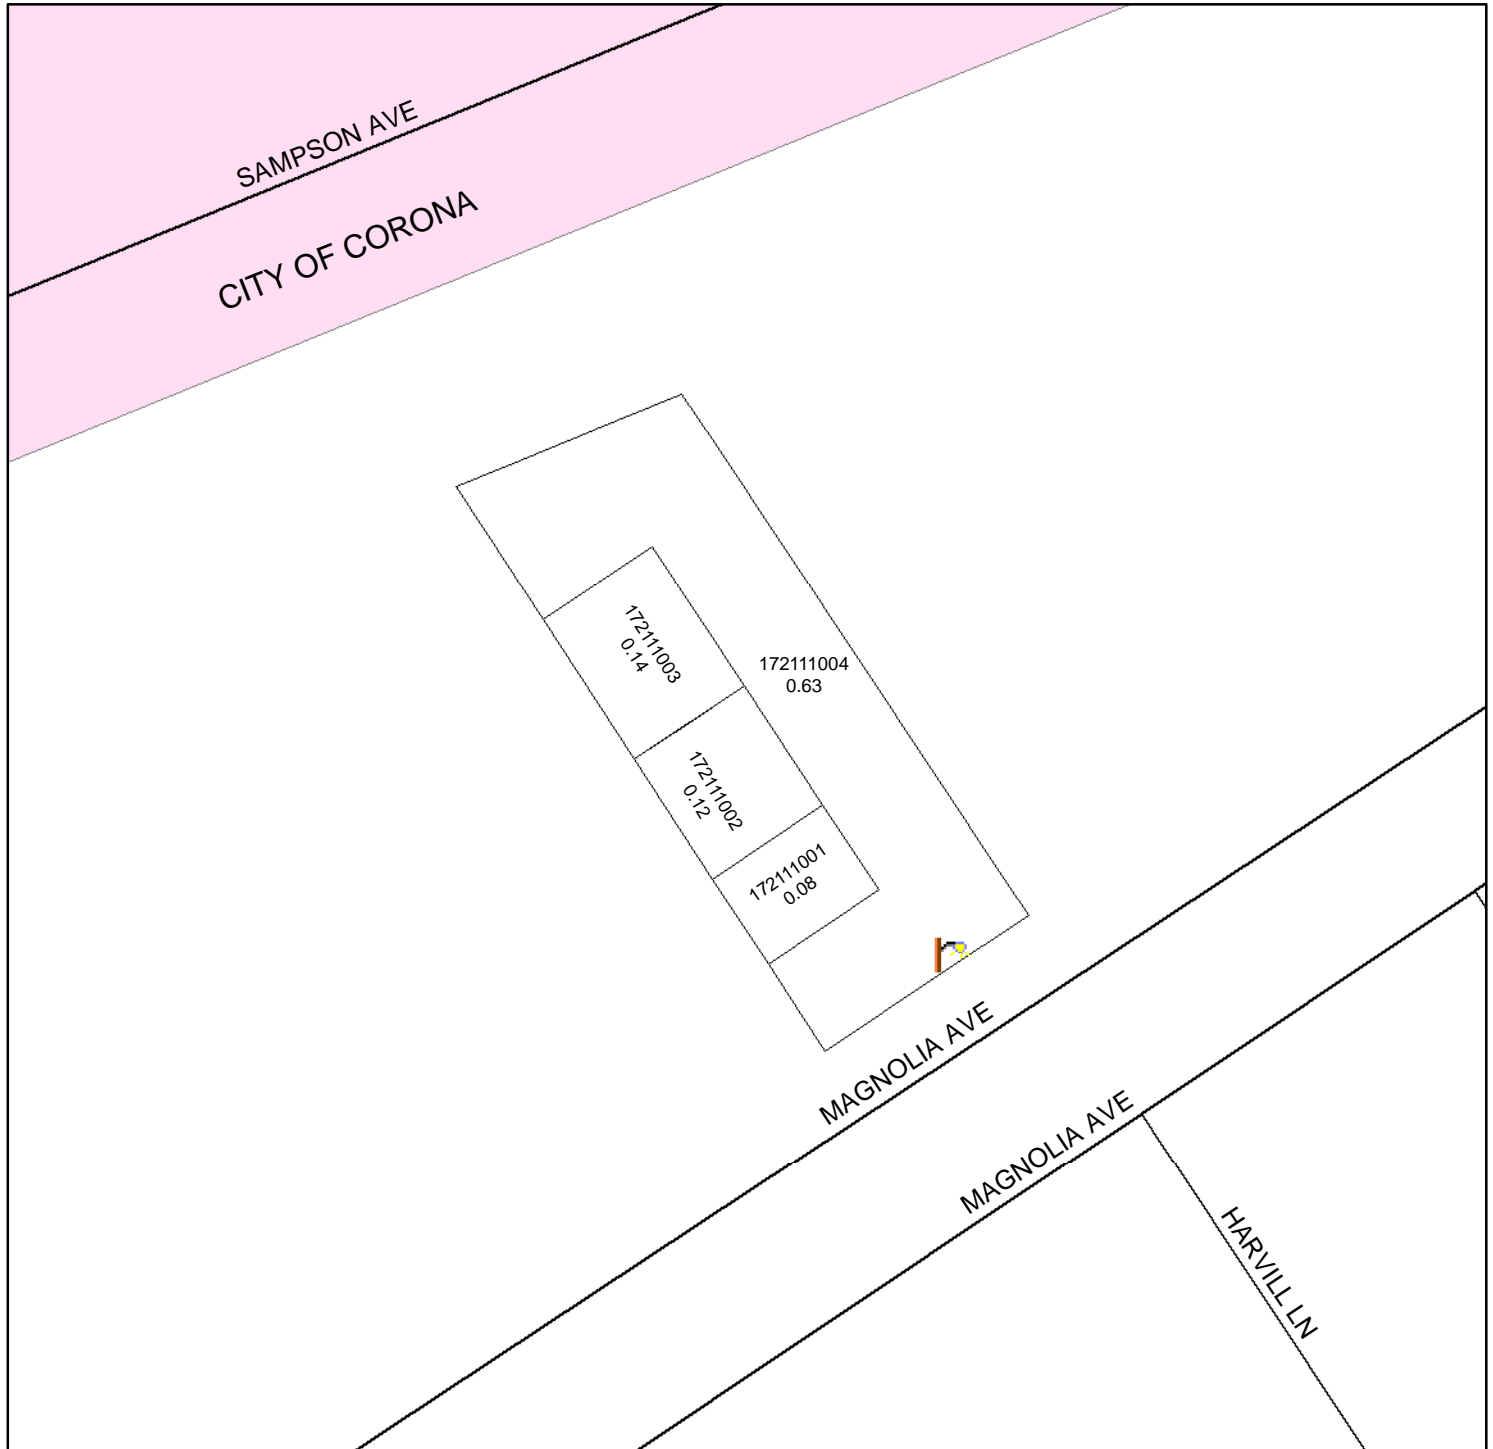 SAMPSON AVE
CITY OF CORONA
172111003
0.14
172111004
0.63
172111002
0.12
172111001
0.08
MAGNOLIA AVE
MAGNOLIA AVE
HARVILL LN